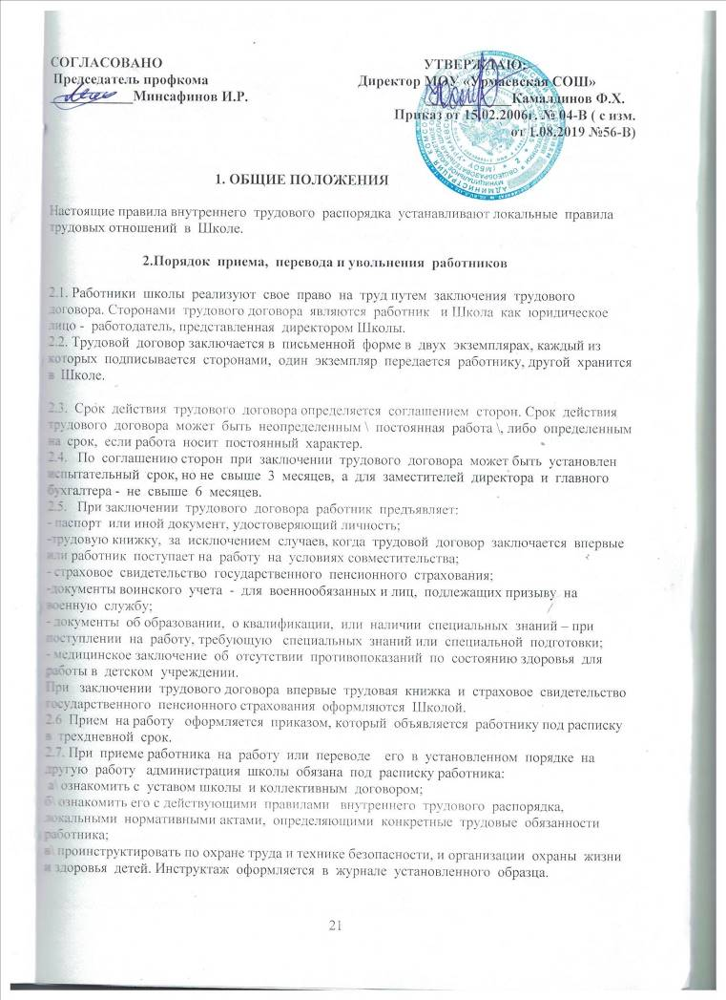 СОГЛАСОВАНО УТВЕРЖДАЮ:
Председатель профкома Директор МОУ «Урмаевская СОШ»
____________Минсафинов И.Р. Камалдинов Ф.Х.
Приказ от 15.02.2006г. № 04-В ( с изм.
от 1.08.2019 №56-В)
1. ОБЩИЕ ПОЛОЖЕНИЯ
Настоящие правила внутреннего трудового распорядка устанавливают локальные правила
трудовых отношений в Школе.
2.Порядок приема, перевода и увольнения работников
2.1. Работники школы реализуют свое право на труд путем заключения трудового
договора. Сторонами трудового договора являются работник и Школа как юридическое
лицо - работодатель, представленная директором Школы.
2.2. Трудовой договор заключается в письменной форме в двух экземплярах, каждый из
которых подписывается сторонами, один экземпляр передается работнику, другой хранится
в Школе.
2.3. Срок действия трудового договора определяется соглашением сторон. Срок действия
трудового договора может быть неопределенным \ постоянная работа \, либо определенным
на срок, если работа носит постоянный характер.
2.4. По соглашению сторон при заключении трудового договора может быть установлен
испытательный срок, но не свыше 3 месяцев, а для заместителей директора и главного
бухгалтера - не свыше 6 месяцев.
2.5. При заключении трудового договора работник предъявляет:
- паспорт или иной документ, удостоверяющий личность;
-трудовую книжку, за исключением случаев, когда трудовой договор заключается впервые
или работник поступает на работу на условиях совместительства;
- страховое свидетельство государственного пенсионного страхования;
-документы воинского учета - для военнообязанных и лиц, подлежащих призыву на
военную службу;
- документы об образовании, о квалификации, или наличии специальных знаний – при
поступлении на работу, требующую специальных знаний или специальной подготовки;
- медицинское заключение об отсутствии противопоказаний по состоянию здоровья для
работы в детском учреждении.
При заключении трудового договора впервые трудовая книжка и страховое свидетельство
государственного пенсионного страхования оформляются Школой.
2.6 Прием на работу оформляется приказом, который объявляется работнику под расписку
в трехдневной срок.
2.7. При приеме работника на работу или переводе его в установленном порядке на
другую работу администрация школы обязана под расписку работника:
а\ ознакомить с уставом школы и коллективным договором;
б\ ознакомить его с действующими правилами внутреннего трудового распорядка,
локальными нормативными актами, определяющими конкретные трудовые обязанности
работника;
в\ проинструктировать по охране труда и технике безопасности, и организации охраны жизни
и здоровья детей. Инструктаж оформляется в журнале установленного образца.
21